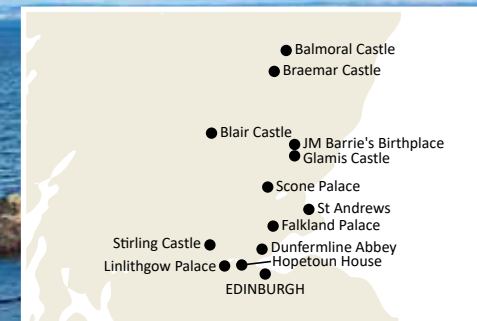 Balmoral Castle
Braemar Castle
Blair Castle
JM Barrie's Birthplace
Glamis Castle
Scone Palace
St Andrews
Falkland Palace
Stirling Castle
Dunfermline Abbey
Hopetoun House
Linlithgow Palace
EDINBURGH